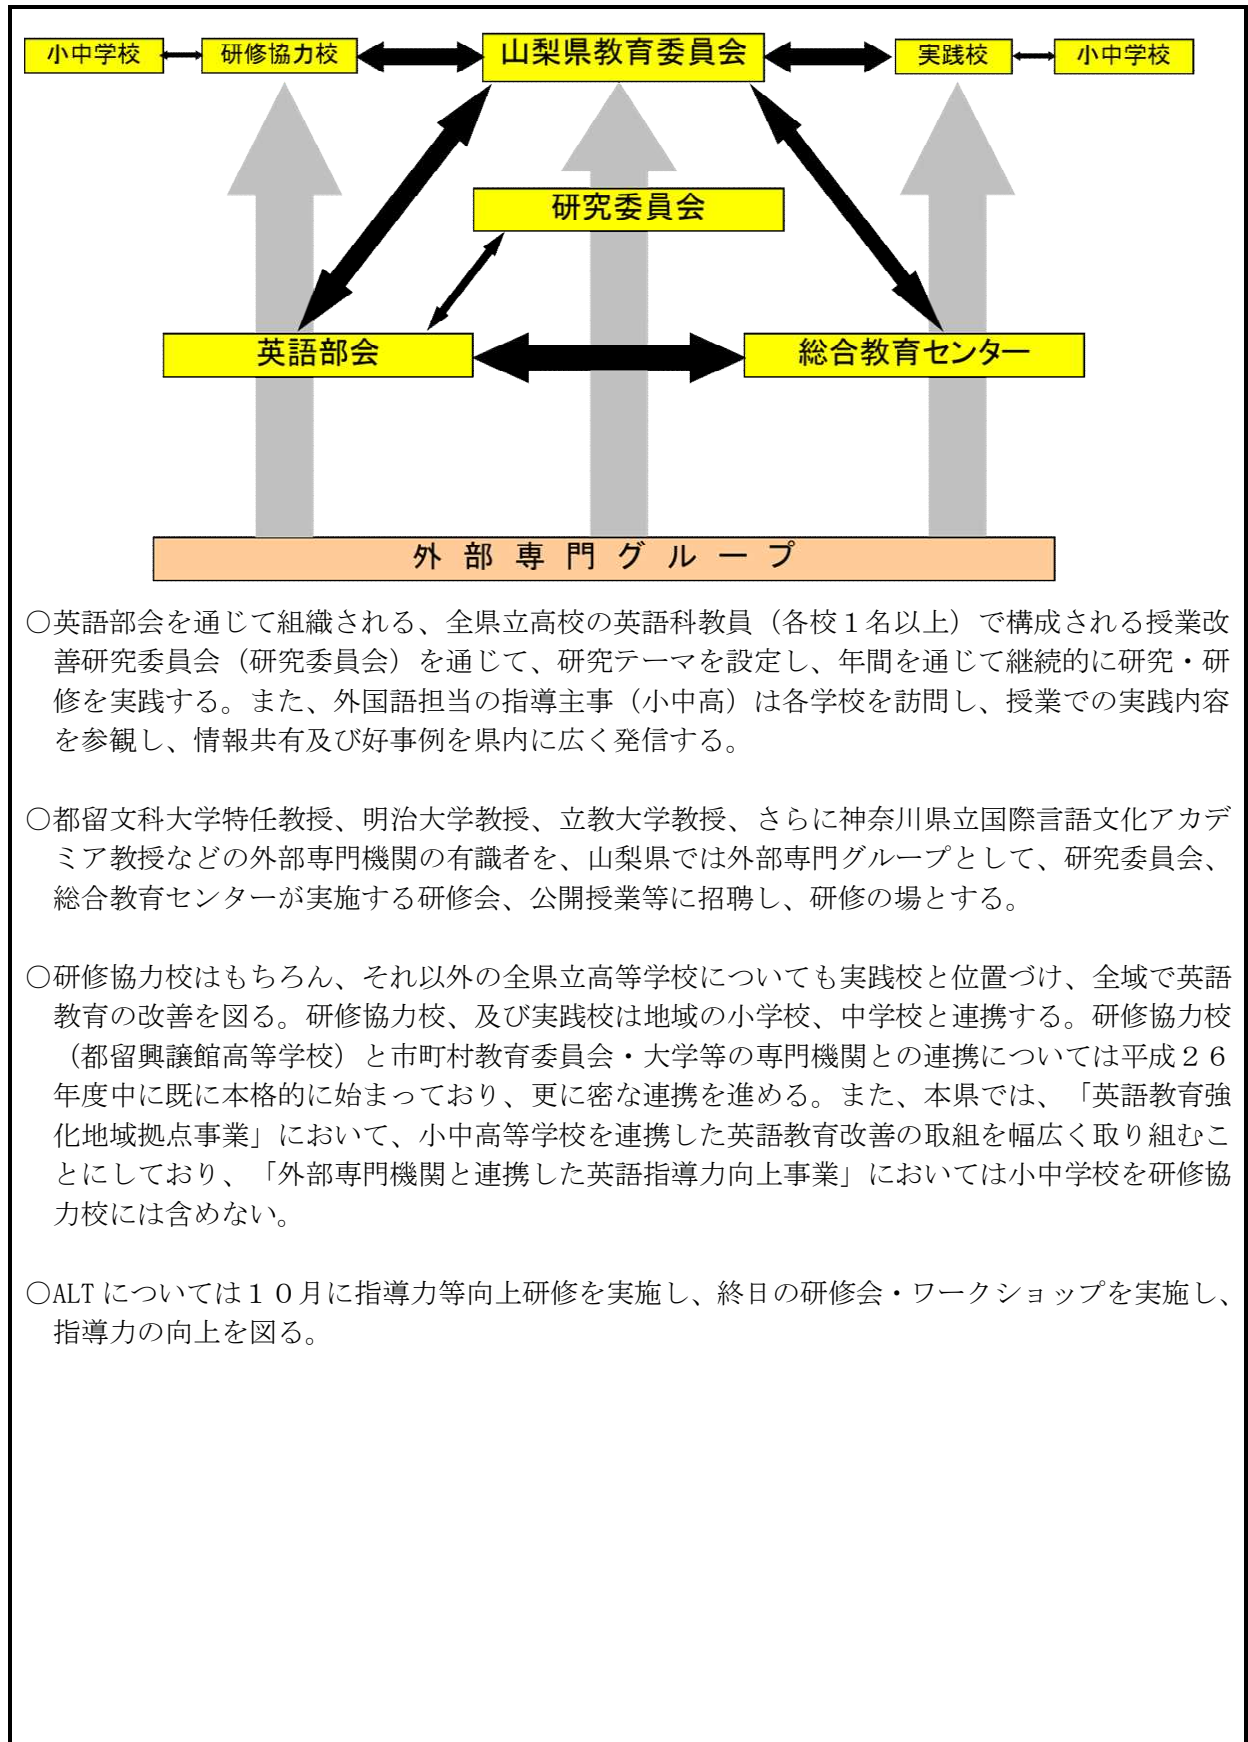 小中学校
研修協力校
山梨県教育委員会
実践校
小中学校
研究委員会
英語部会
総合教育センター
外部専門グループ
○英語部会を通じて組織される、全県立高校の英語科教員（各校１名以上）で構成される授業改
善研究委員会（研究委員会）を通じて、研究テーマを設定し、年間を通じて継続的に研究・研
修を実践する。また、外国語担当の指導主事（小中高）は各学校を訪問し、授業での実践内容
を参観し、情報共有及び好事例を県内に広く発信する。
○都留文科大学特任教授、明治大学教授、立教大学教授、さらに神奈川県立国際言語文化アカデ
ミア教授などの外部専門機関の有識者を、山梨県では外部専門グループとして、研究委員会、
総合教育センターが実施する研修会、公開授業等に招聘し、研修の場とする。
○研修協力校はもちろん、それ以外の全県立高等学校についても実践校と位置づけ、全域で英語
教育の改善を図る。研修協力校、及び実践校は地域の小学校、中学校と連携する。研修協力校
（都留興譲館高等学校）と市町村教育委員会・大学等の専門機関との連携については平成２６
年度中に既に本格的に始まっており、更に密な連携を進める。また、本県では、「英語教育強
化地域拠点事業」において、小中高等学校を連携した英語教育改善の取組を幅広く取り組むこ
とにしており、「外部専門機関と連携した英語指導力向上事業」においては小中学校を研修協
力校には含めない。
○ALTについては１０月に指導力等向上研修を実施し、終日の研修会・ワークショップを実施し、
指導力の向上を図る。